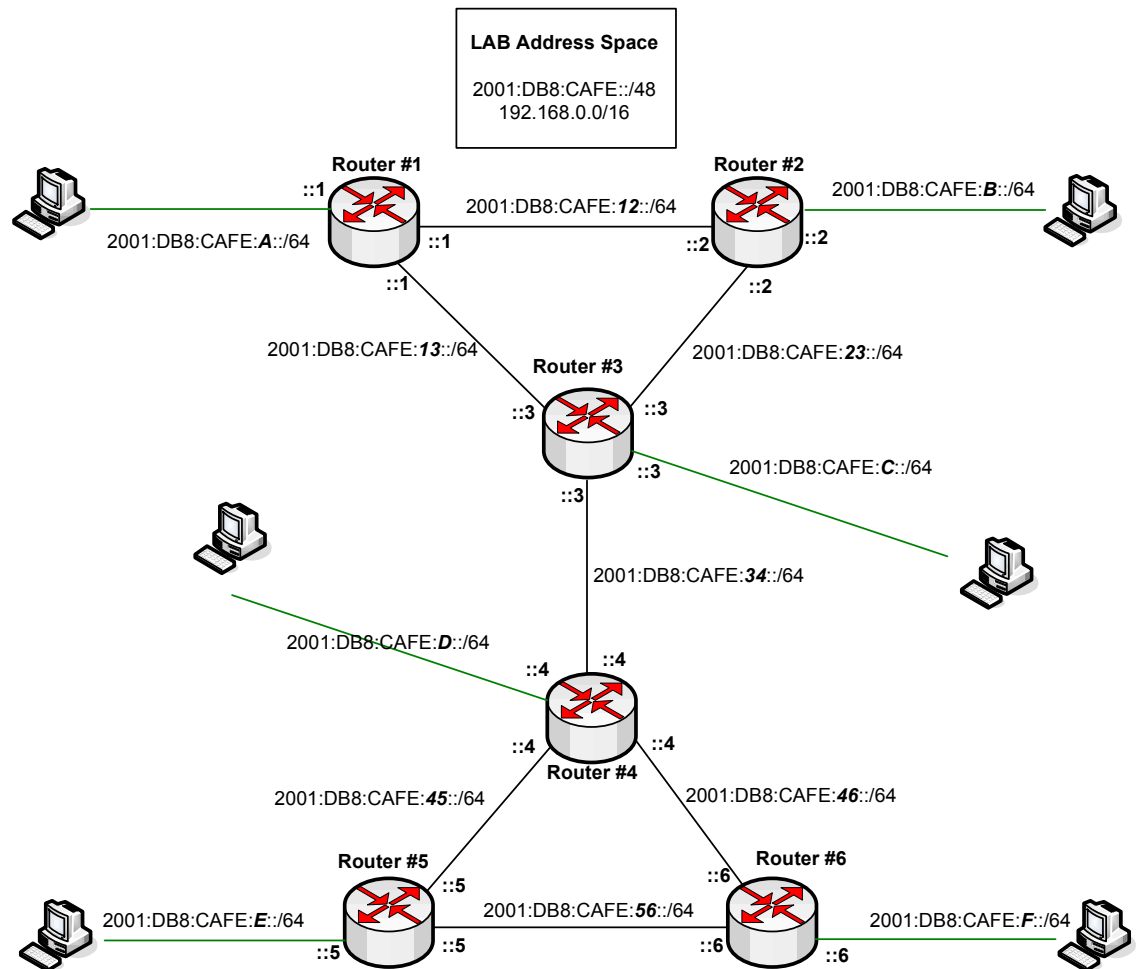 LAB Address Space
2001:DB8:CAFE::/48
192.168.0.0/16
Router #1
Router #2
::1
2001:DB8:CAFE:12::/64
2001:DB8:CAFE:B::/64
2001:DB8:CAFE:A::/64
::1
::2
::2
::1
::2
2001:DB8:CAFE:13::/64
2001:DB8:CAFE:23::/64
Router #3
::3
::3
::3
2001:DB8:CAFE:C::/64
::3
2001:DB8:CAFE:34::/64
2001:DB8:CAFE:D::/64
::4
::4
::4
::4
Router #4
2001:DB8:CAFE:45::/64
2001:DB8:CAFE:46::/64
Router #5
Router #6
::5
::6
2001:DB8:CAFE:E::/64
2001:DB8:CAFE:56::/64
2001:DB8:CAFE:F::/64
::5
::5
::6
::6